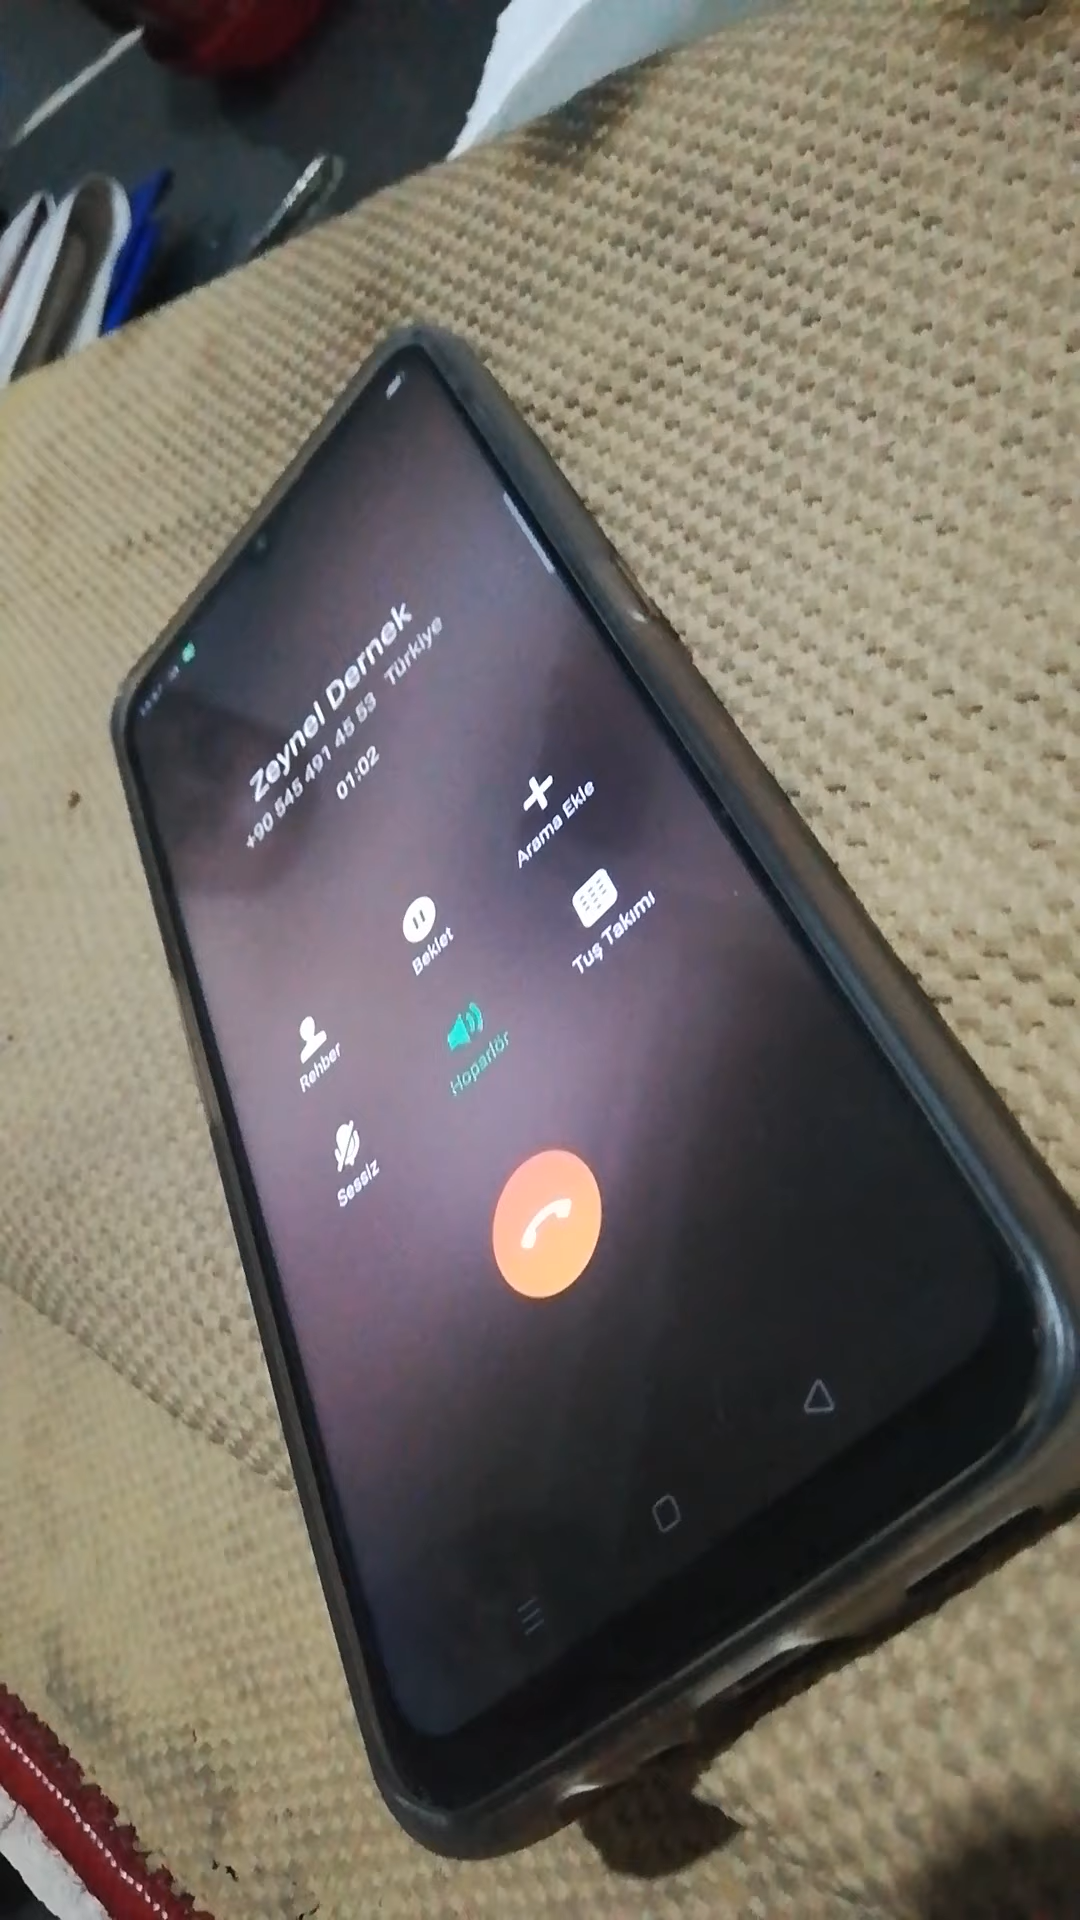 Zeynel Dernek
+90 545 491 45 53 Türkiye
01:02
Rehber
Beklet
Arama Ekle
Sessiz
Hoparlör
Tuş Takımı